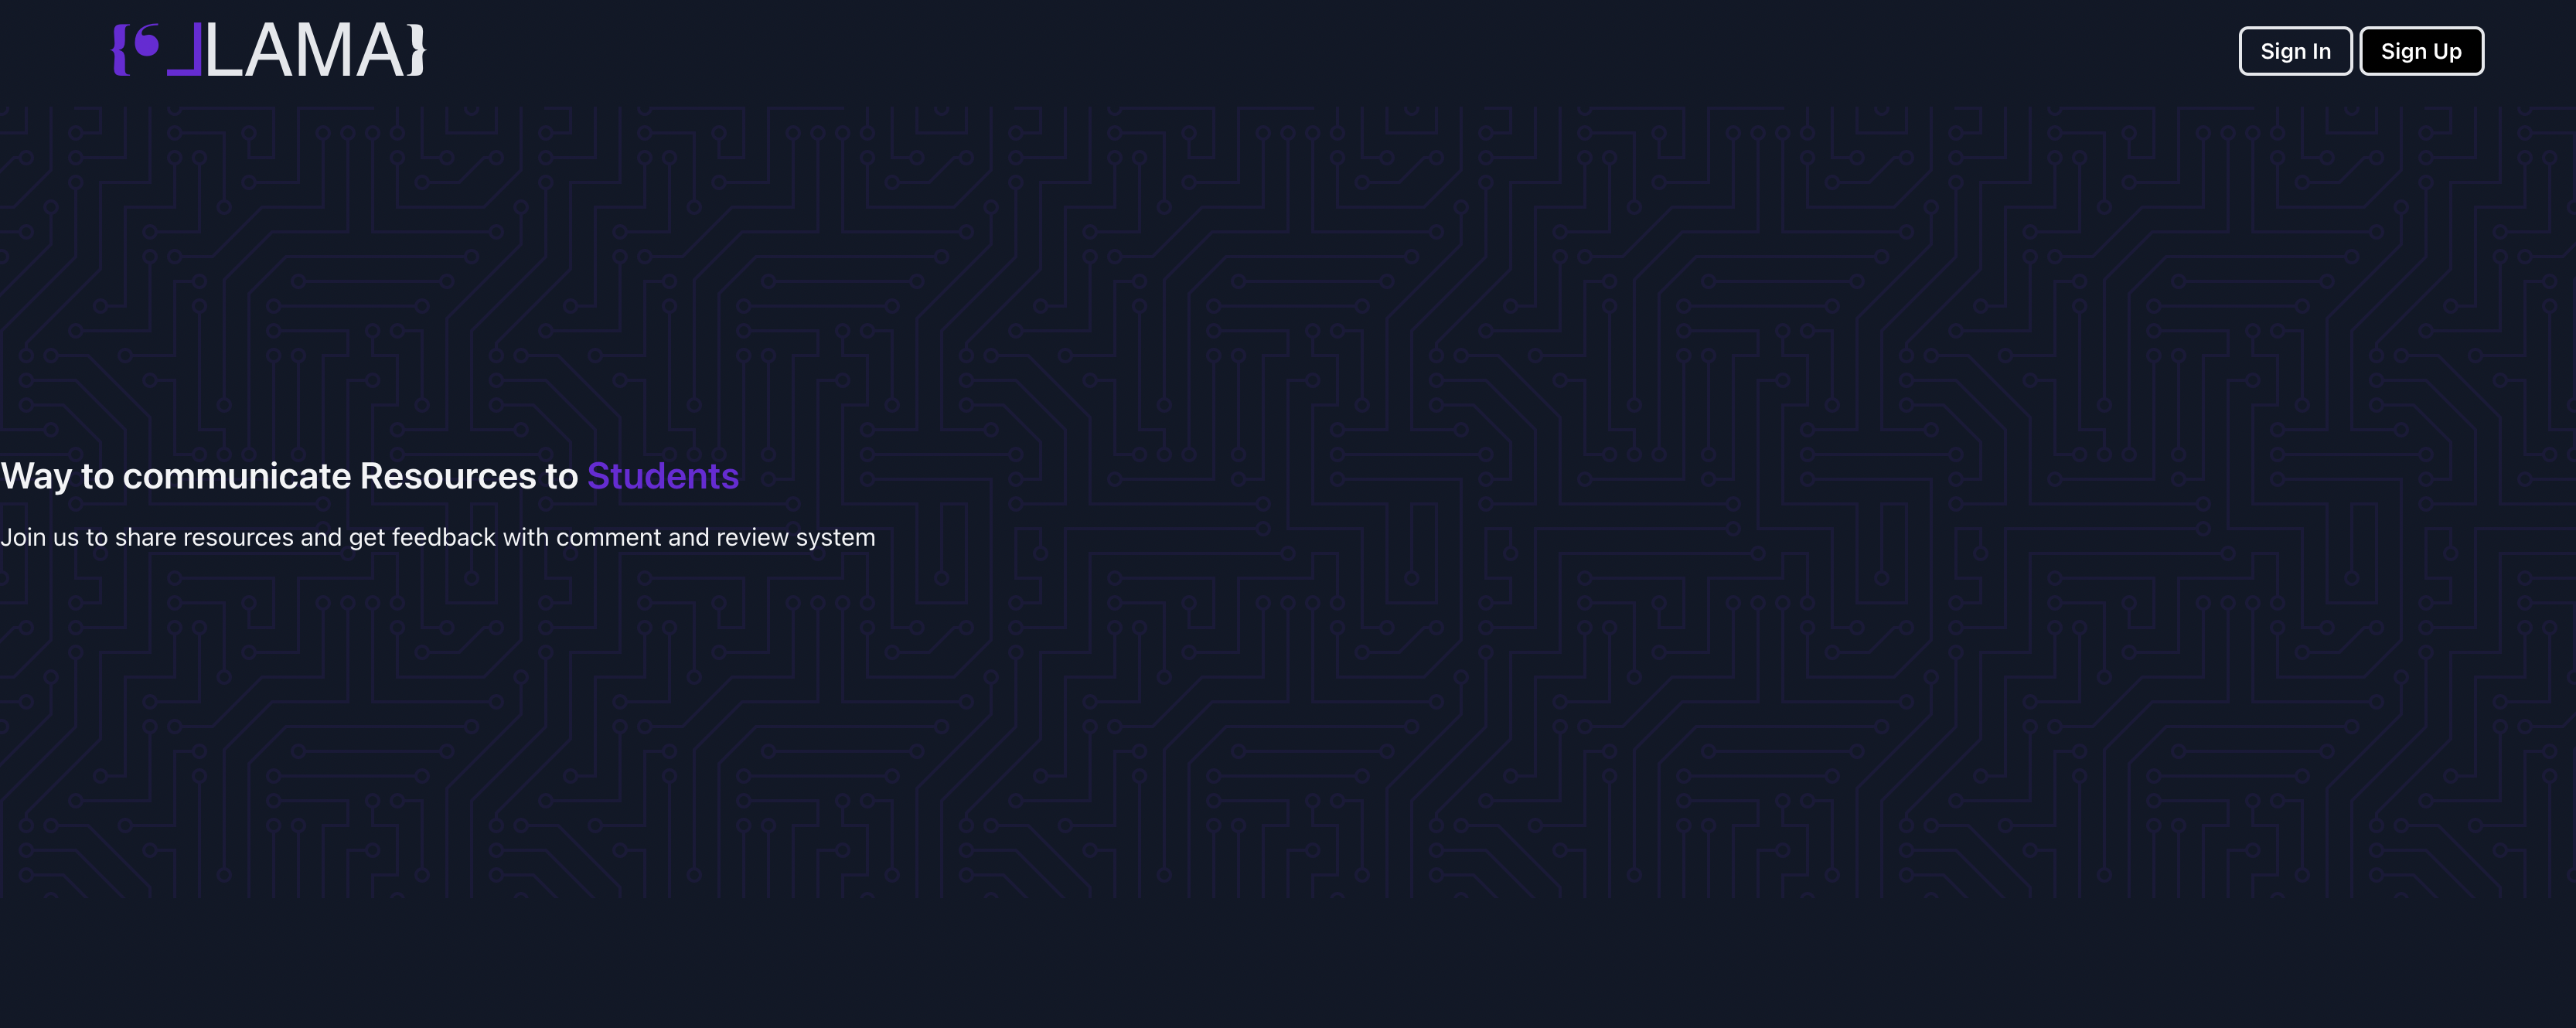 {❛⅃LAMA}
Sign In
Sign Up
Way to communicate Resources to Students
Join us to share resources and get feedback with comment and review system